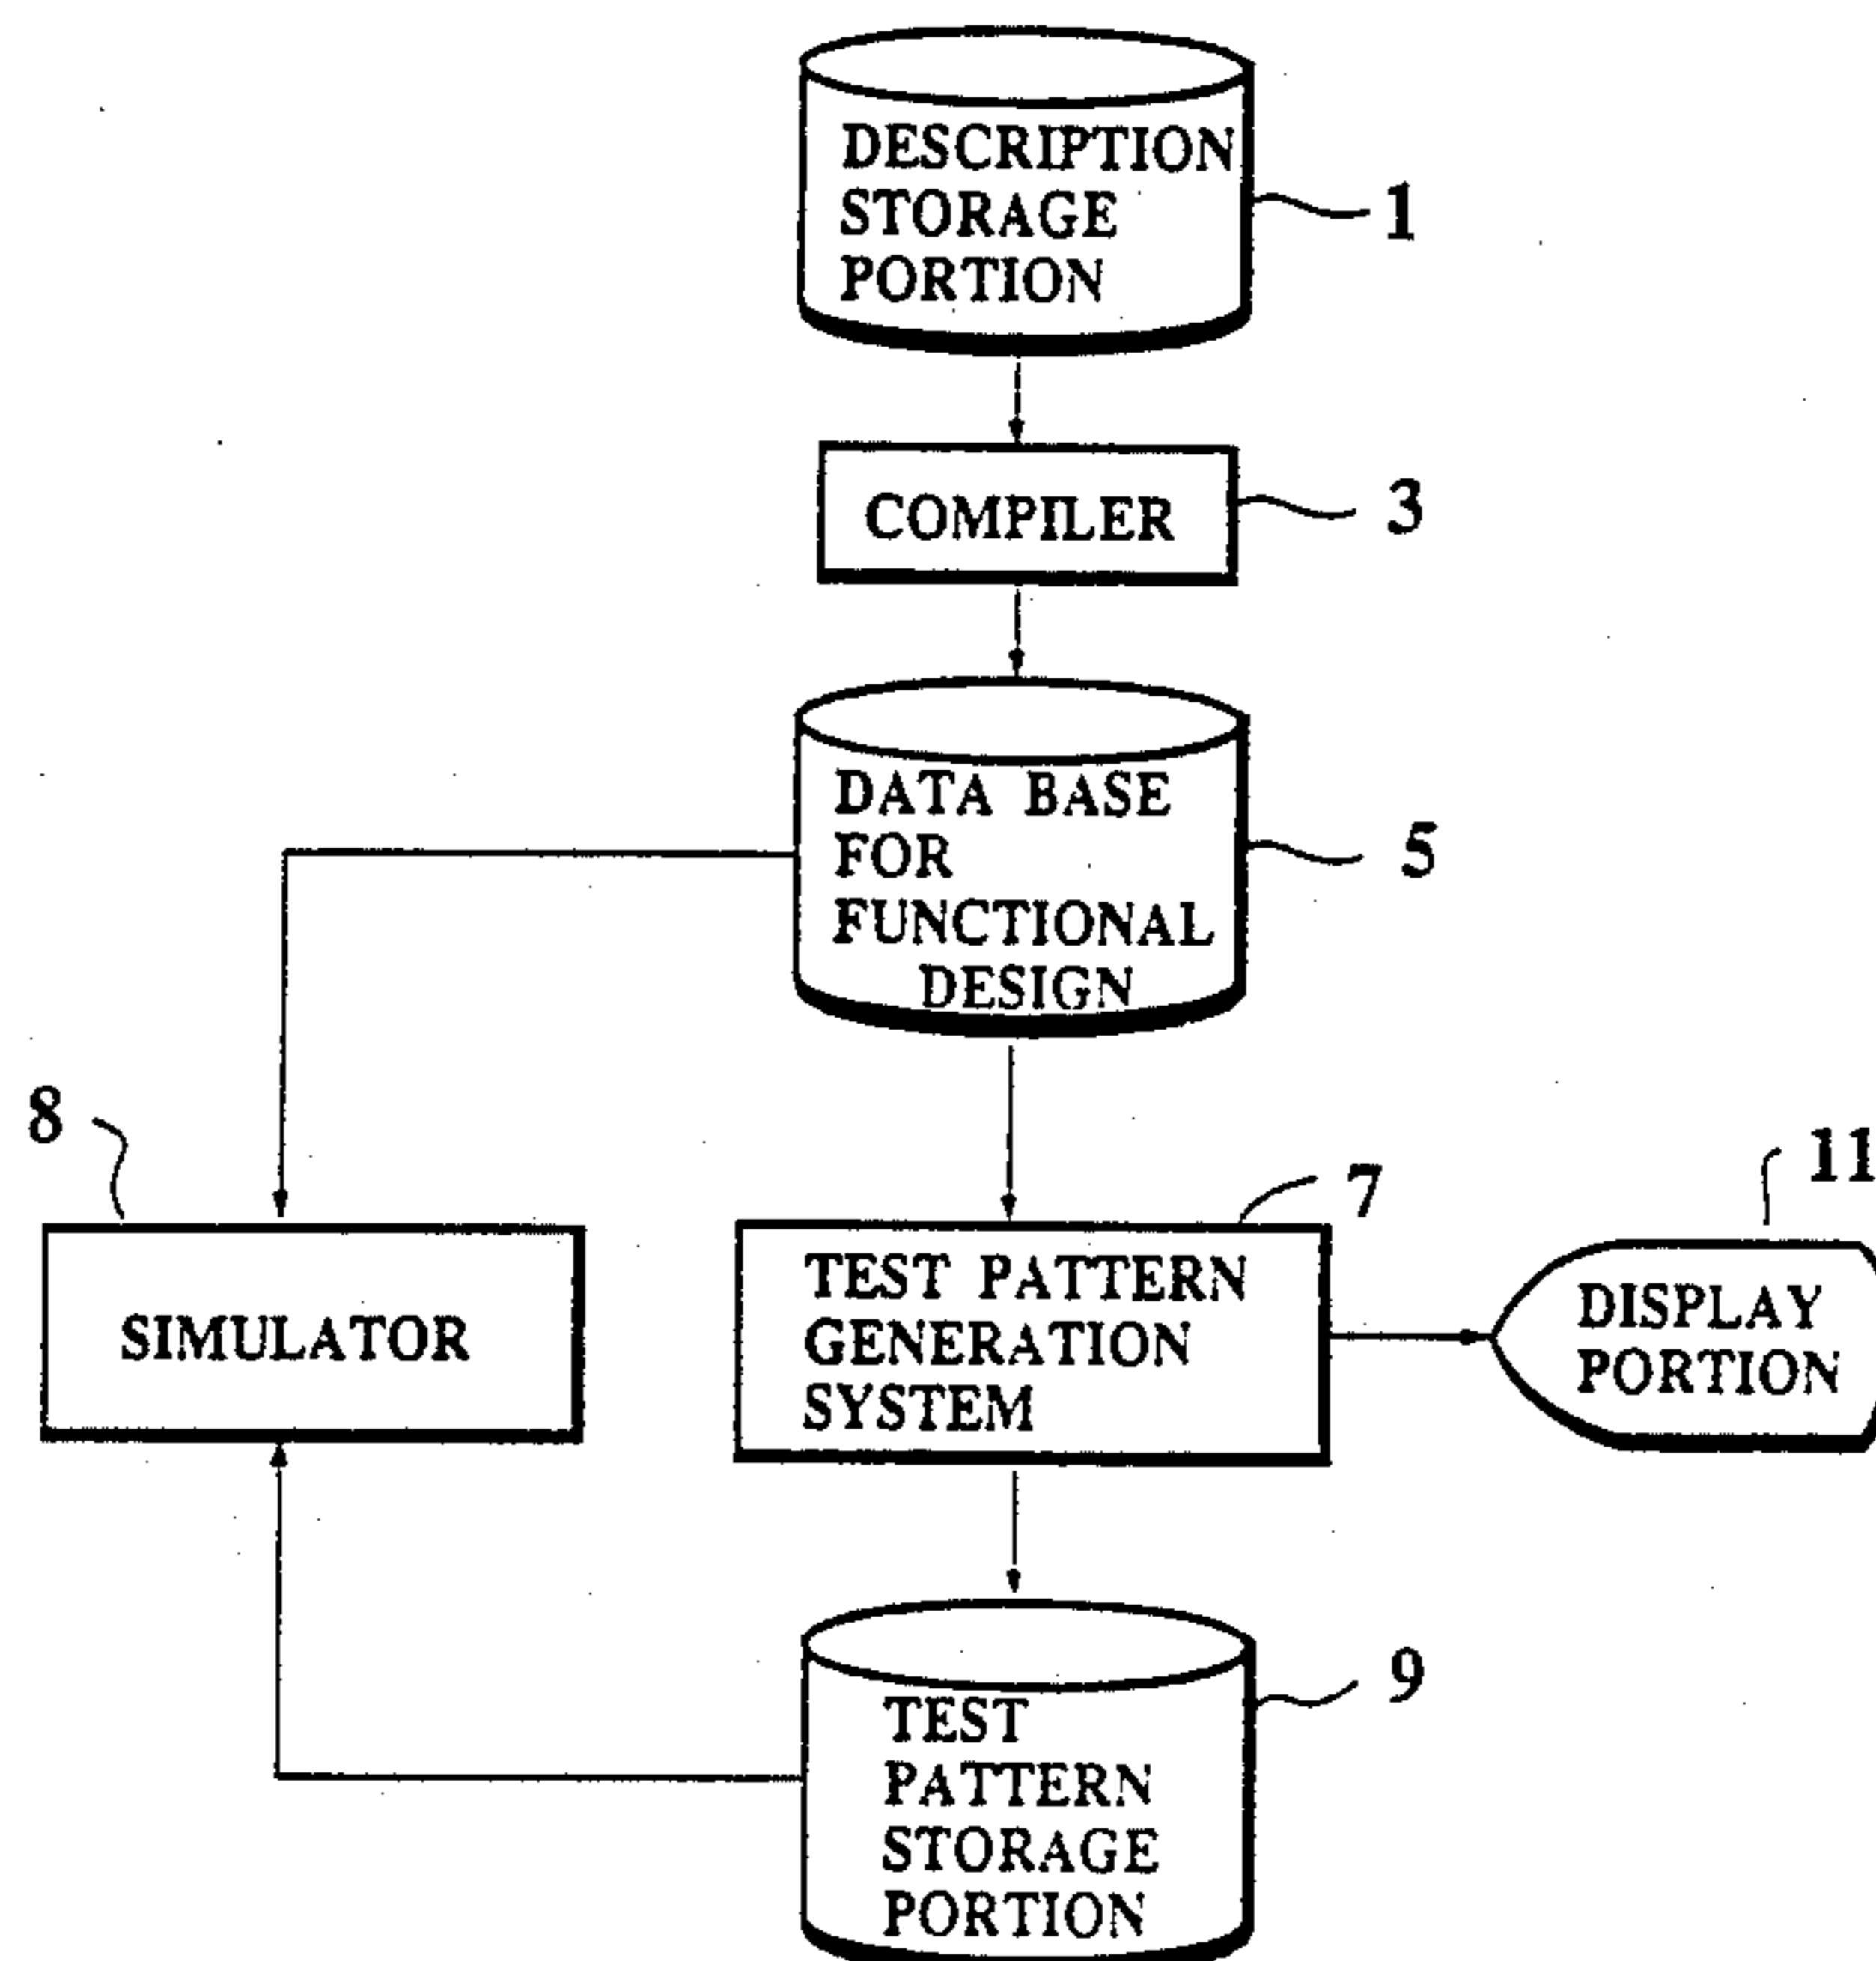 DESCRIPTION
STORAGE
PORTION
1
COMPILER
3
DATA BASE
FOR
FUNCTIONAL
DESIGN
5
8
SIMULATOR
7
TEST PATTERN
GENERATION
SYSTEM
11
DISPLAY
PORTION
9
TEST
PATTERN
STORAGE
PORTION